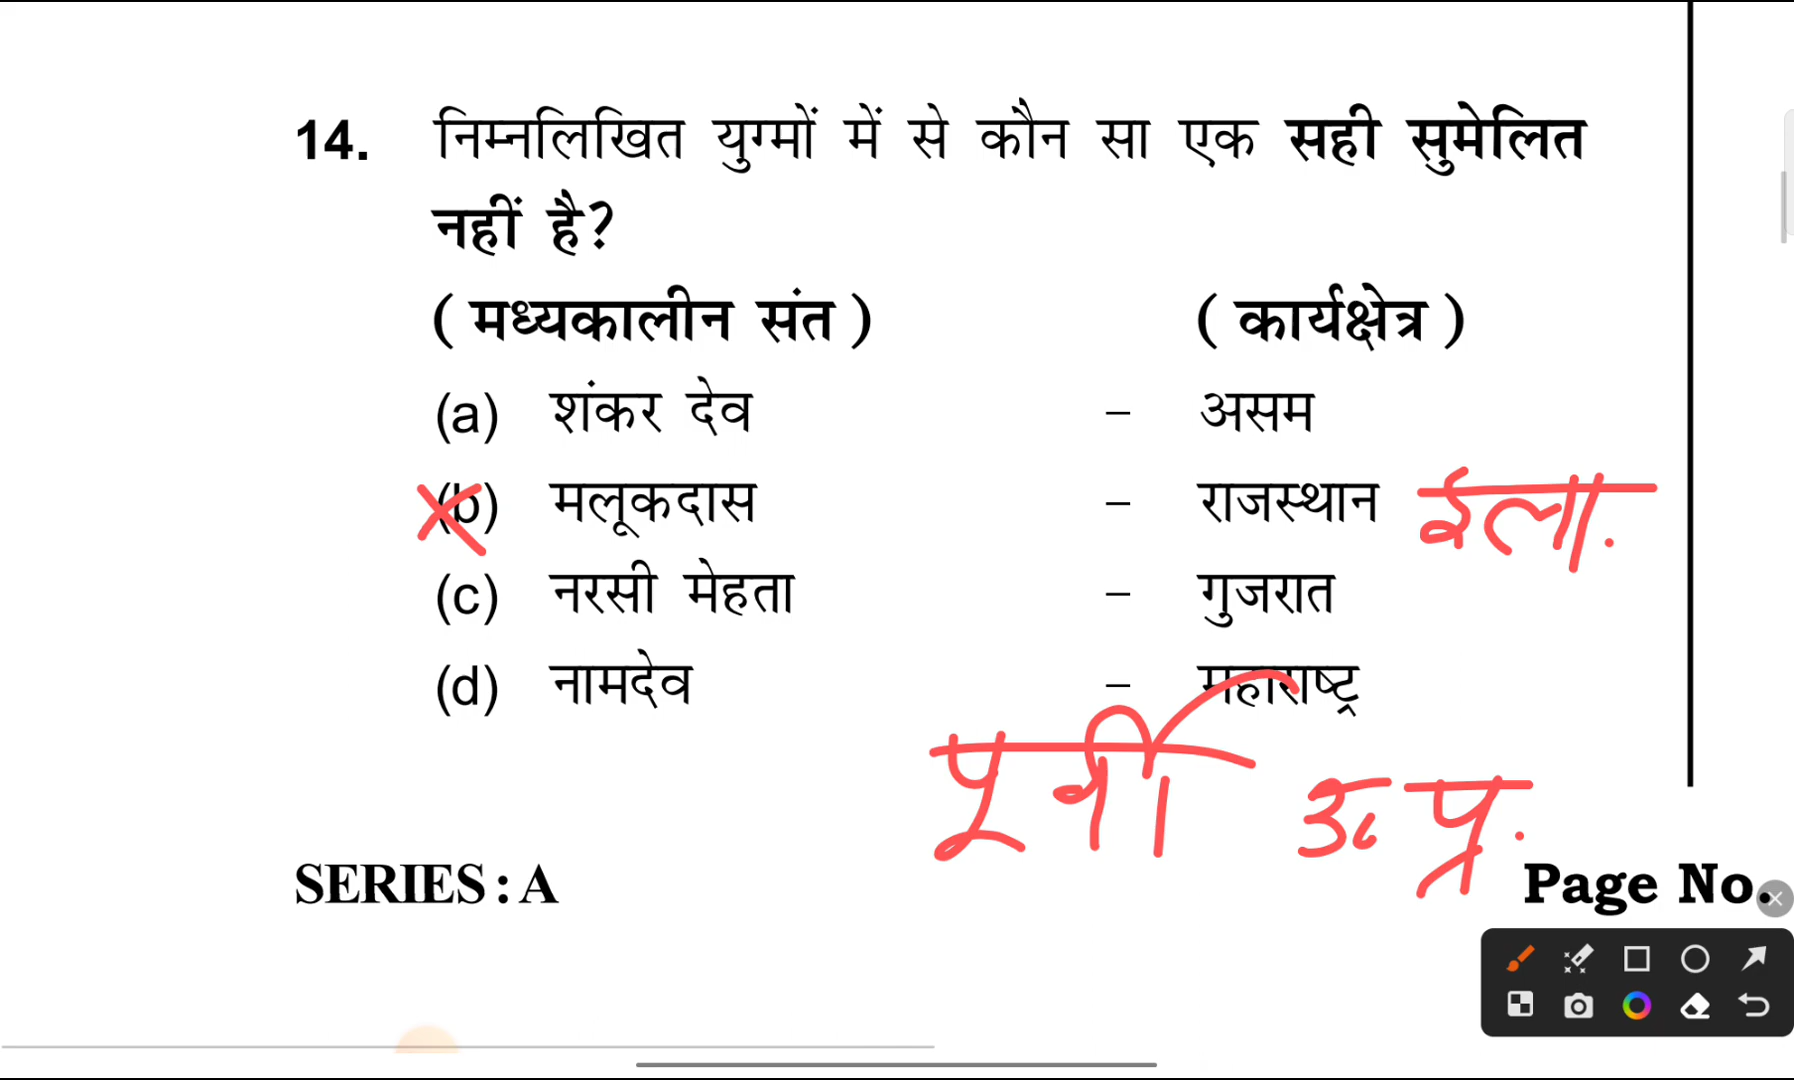 14. निम्नलिखित युग्मों में से कौन सा एक सही सुमेलित
नहीं है?
( मध्यकालीन संत ) ( कार्यक्षेत्र )
(a) शंकर देव – असम
(b) मलूकदास – राजस्थान इला.
(c) नरसी मेहता – गुजरात
(d) नामदेव – महाराष्ट्र
पूर्वी उ. प्र.
SERIES : A Page No.